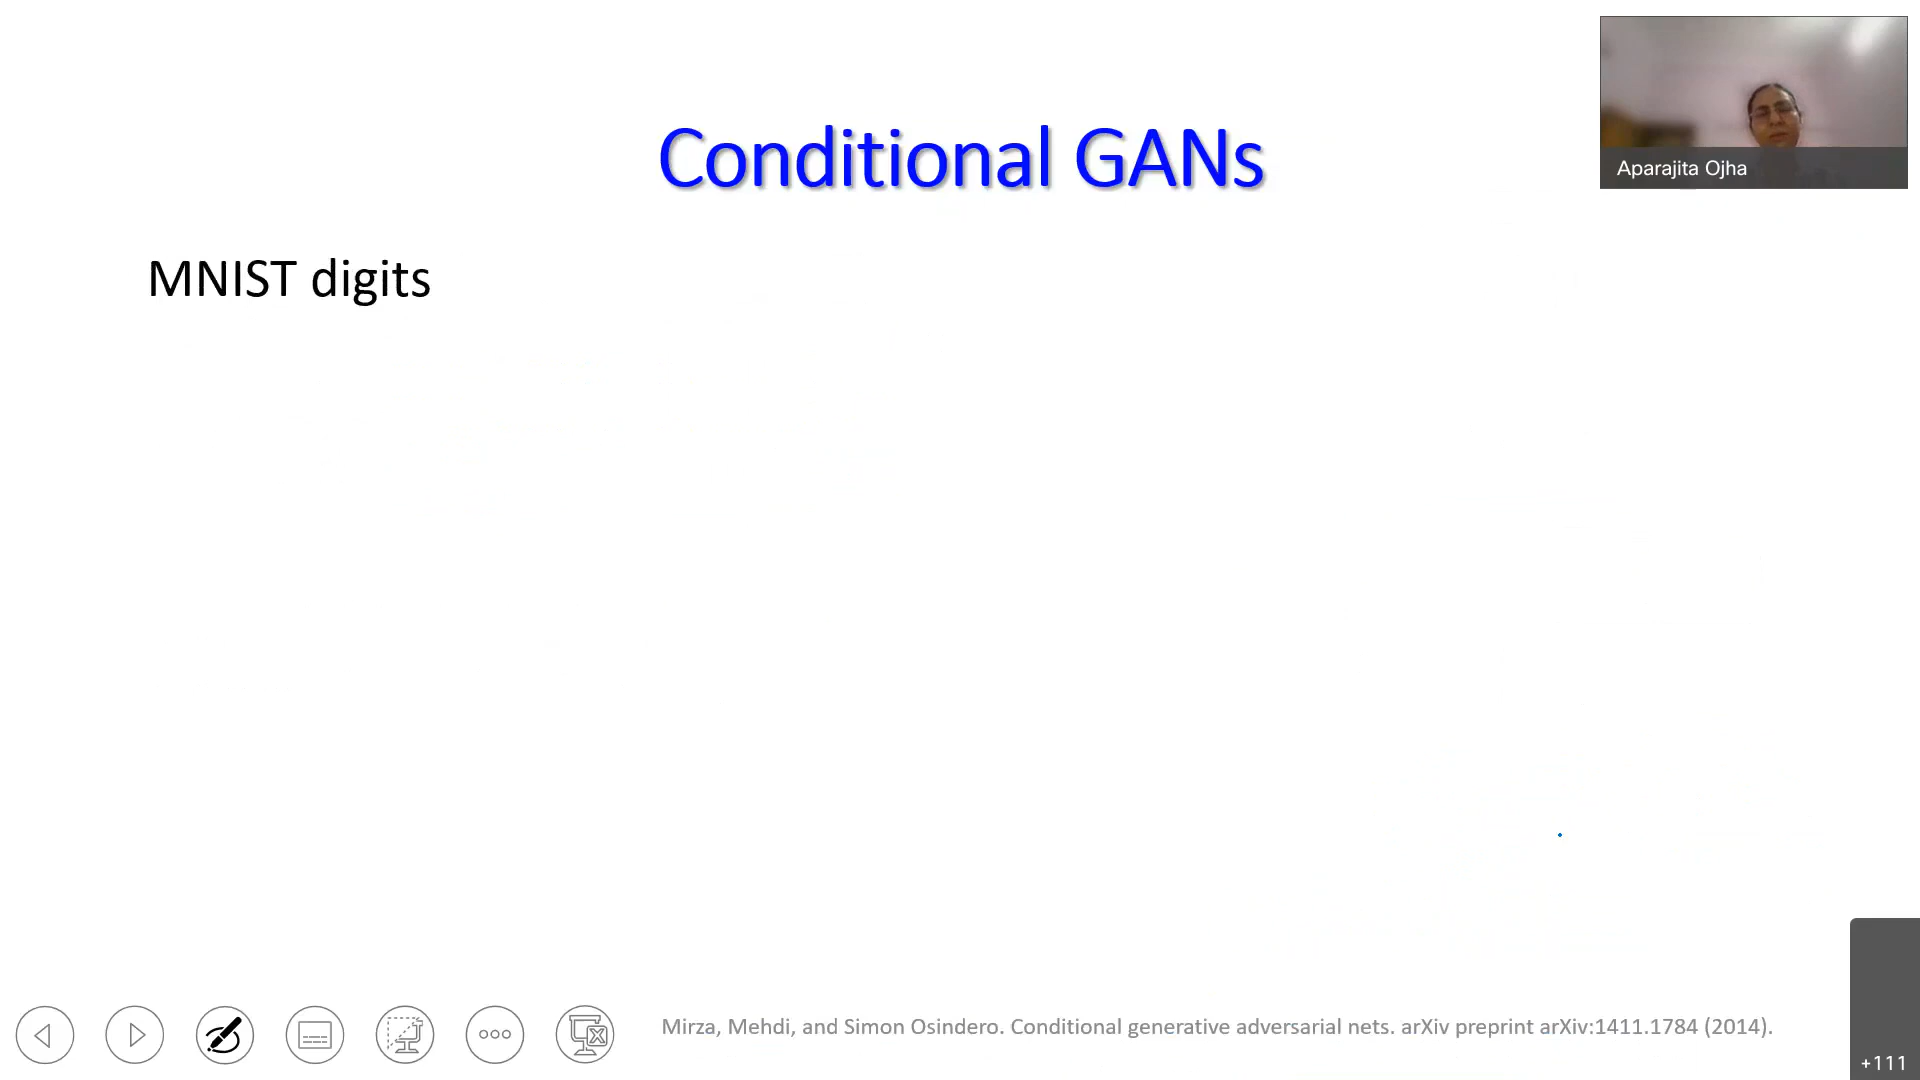 Conditional GANs
Aparajita Ojha
MNIST digits
Mirza, Mehdi, and Simon Osindero. Conditional generative adversarial nets. arXiv preprint arXiv:1411.1784 (2014).
+111